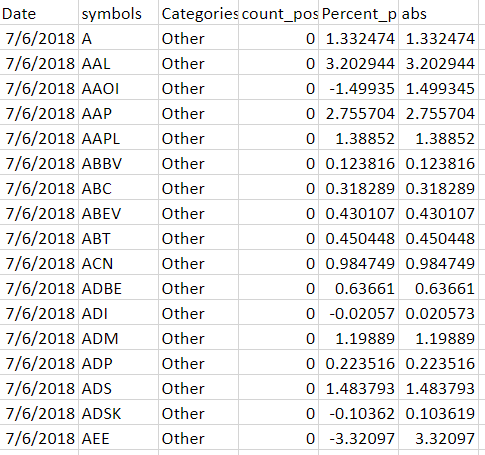 Date symbols Categories count_pos Percent_p abs
7/6/2018 A Other 0 1.332474 1.332474
7/6/2018 AAL Other 0 3.202944 3.202944
7/6/2018 AAOI Other 0 -1.49935 1.499345
7/6/2018 AAP Other 0 2.755704 2.755704
7/6/2018 AAPL Other 0 1.38852 1.38852
7/6/2018 ABBV Other 0 0.123816 0.123816
7/6/2018 ABC Other 0 0.318289 0.318289
7/6/2018 ABEV Other 0 0.430107 0.430107
7/6/2018 ABT Other 0 0.450448 0.450448
7/6/2018 ACN Other 0 0.984749 0.984749
7/6/2018 ADBE Other 0 0.63661 0.63661
7/6/2018 ADI Other 0 -0.02057 0.020573
7/6/2018 ADM Other 0 1.19889 1.19889
7/6/2018 ADP Other 0 0.223516 0.223516
7/6/2018 ADS Other 0 1.483793 1.483793
7/6/2018 ADSK Other 0 -0.10362 0.103619
7/6/2018 AEE Other 0 -3.32097 3.32097